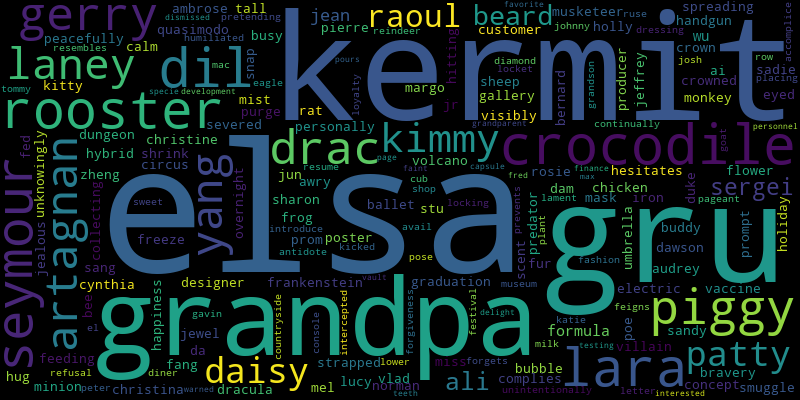 gerry ambrose tall kermit jean raoul beard musketeer spreading favorite
dismissed pretending quasimodo humiliated pierre reindeer customer ruse handgun johnny holly dressing
peacefully calm busy snap hitting wu crown accomplice
laney dil resembles mac eagle loyalty margo sheep diamond locket producer jeffrey josh row sadie placing
kitty tommy specie development pours jr gallery bernard grandson ai crowned monkey eyed
rooster mist rat purge visibly continually goat personnel
severed personally grandparent
fed unknowingly dungeon christine drac kimmy crocodile
hybrid shrink resume page volcano faint capsule rosie hesitates finance max flower
seymour artagnan zheng circus jun awry cub shop fred dam chicken duke sergei
yang overnight sweet elsa sharon locking prevents predator lament plant mask iron pageant
collecting frog ballet stu scent gru umbrella buddy prompt holiday
jealous freeze introduce prom poster avail kicked fur fashion dawson
sang antidote pose audrey
cynthia designer frankenstein graduation museum electric vaccine
bee happiness grandpa countryside console intercepted forgiveness festival katie poet feigns piggy
el gavin jewel delight milk formula testing sandy
feeding da fang strapped lower miss forgets bubble villain patty
hug refusal diner daisy lucy vlad norman ali complies lara concept bravery
minion peter christina warned dracula mel teeth unintentionally letter interested smuggle